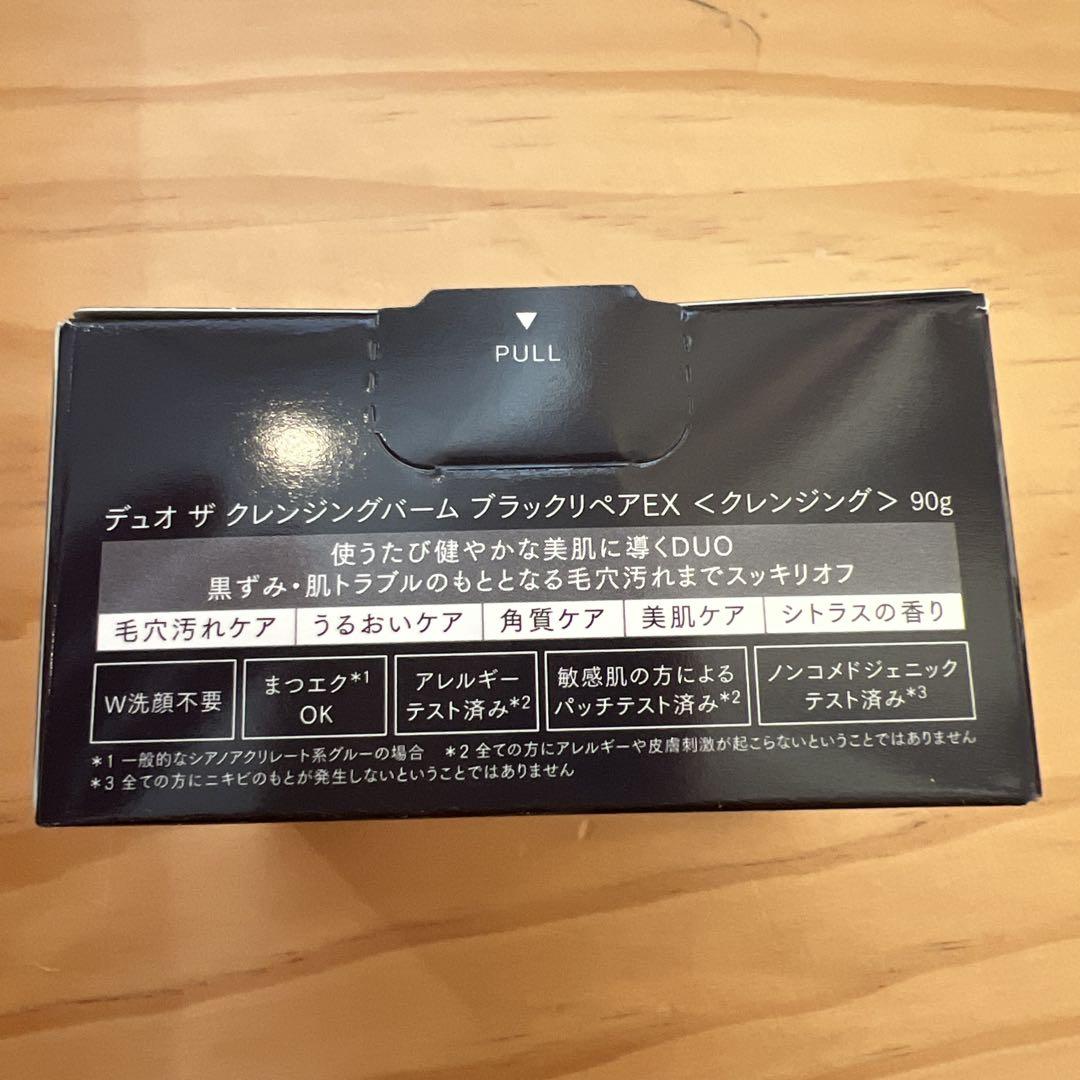 PULL
デュオ ザ クレンジングバーム ブラックリペアEX ＜クレンジング＞ 90g
使うたび健やかな美肌に導くDUO
黒ずみ・肌トラブルのもととなる毛穴汚れまでスッキリオフ
毛穴汚れケア うるおいケア 角質ケア 美肌ケア シトラスの香り
W洗顔不要
まつエク*1
OK
アレルギー
テスト済み*2
敏感肌の方による
パッチテスト済み*2
ノンコメドジェニック
テスト済み*3
*1 一般的なシアノアクリレート系グルーの場合 *2 全ての方にアレルギーや皮膚刺激が起こらないということではありません
*3 全ての方にニキビのもとが発生しないということではありません